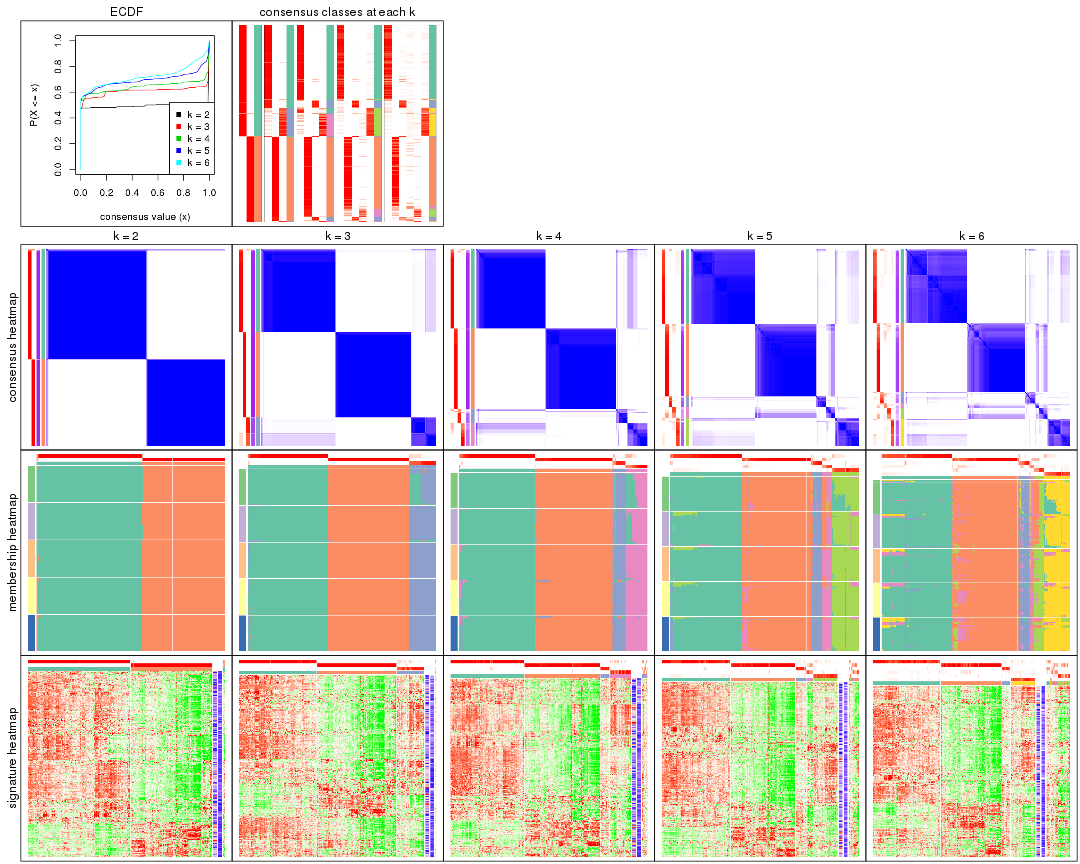 ECDF
consensus classes at each k
P(X <= x)
0.0 0.2 0.4 0.6 0.8 1.0
k = 2
k = 3
k = 4
k = 5
k = 6
0.0 0.2 0.4 0.6 0.8 1.0
consensus value (x)
k = 2 k = 3 k = 4 k = 5 k = 6
consensus heatmap
membership heatmap
signature heatmap